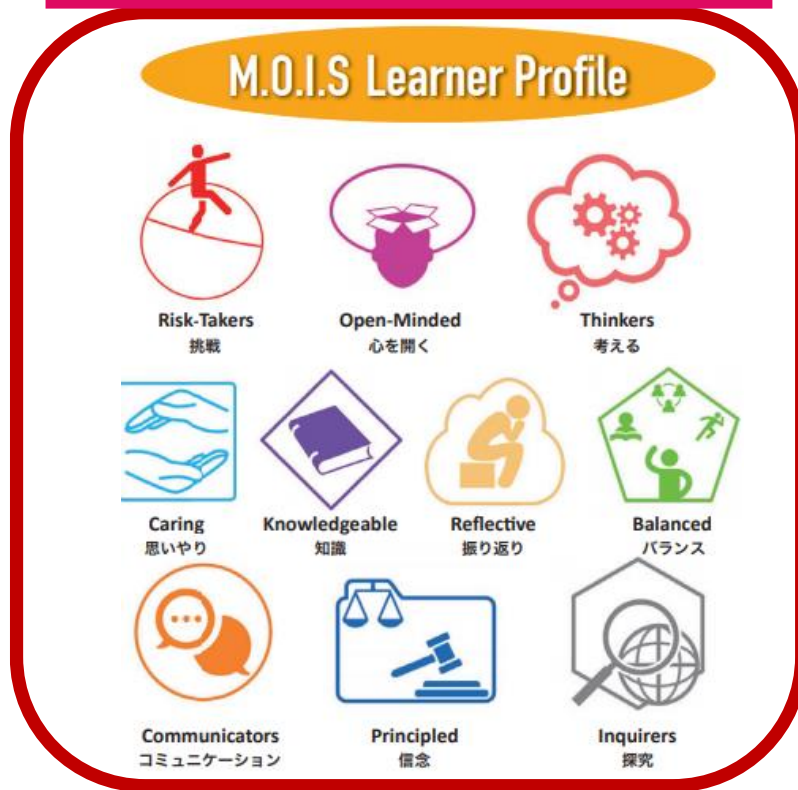 M.O.I.S Learner Profile
Risk-Takers
挑戦
Open-Minded
心を開く
Thinkers
考える
Caring
思いやり
Knowledgeable
知識
Reflective
振り返り
Balanced
バランス
Communicators
コミュニケーション
Principled
信念
Inquirers
探究